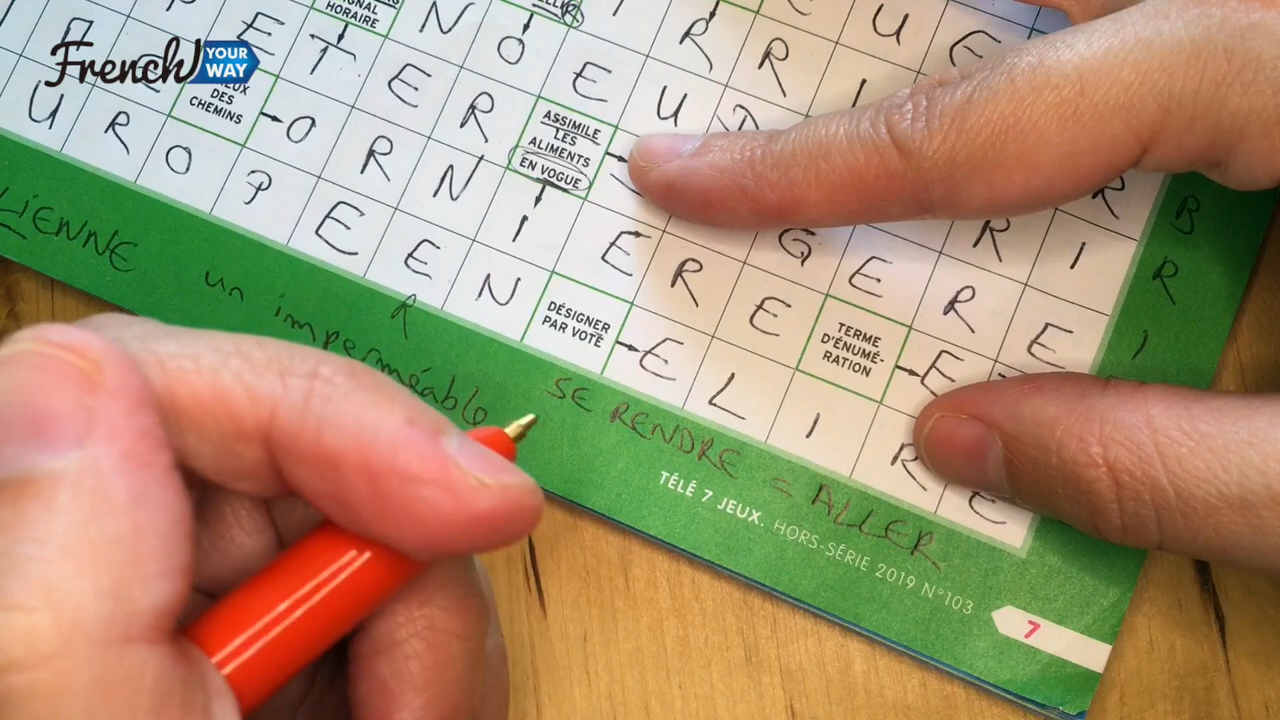 French YOUR WAY
HORAIRE
U E
R R I
N O E U D
R I
E T E R
ASSIMILE
LES
ALIMENTS
EN VOGUE
G E R E
DES
CHEMINS
O R N I E R E
TERME
D'ÉNUMÉ-
RATION
E
U R O P E E N
DÉSIGNER
PAR VOTE
E L I R E
B
R
I
LIENNE
R
un imperméable
SE RENDRE = ALLER
TÉLÉ 7 JEUX. HORS-SÉRIE 2019 N°103
7